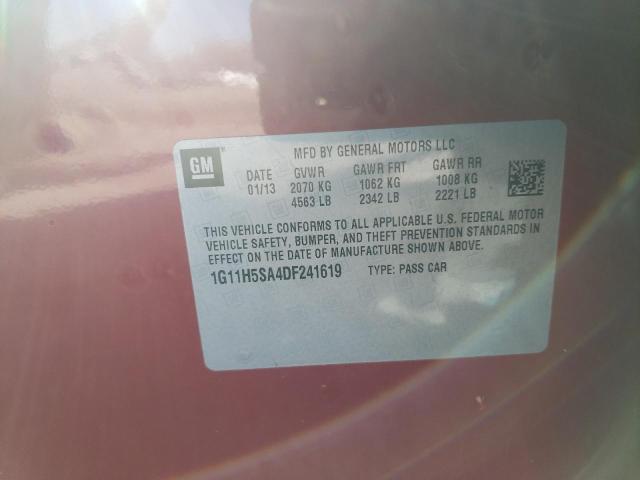 GM
MFD BY GENERAL MOTORS LLC
DATE GVWR GAWR FRT GAWR RR
01/13 2070 KG 1062 KG 1008 KG
4563 LB 2342 LB 2221 LB
THIS VEHICLE CONFORMS TO ALL APPLICABLE U.S. FEDERAL MOTOR
VEHICLE SAFETY, BUMPER, AND THEFT PREVENTION STANDARDS IN
EFFECT ON THE DATE OF MANUFACTURE SHOWN ABOVE.
1G11H5SA4DF241619 TYPE: PASS CAR